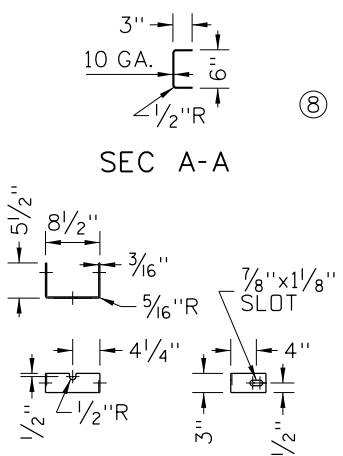 3"
10 GA.
6"
1/2"R
8
SEC A-A
5 1/2"
8 1/2"
3/16"
5/16"R
7/8"x1 1/8"
SLOT
4 1/4"
4"
1/2"
1/2"R
3"
1/2"